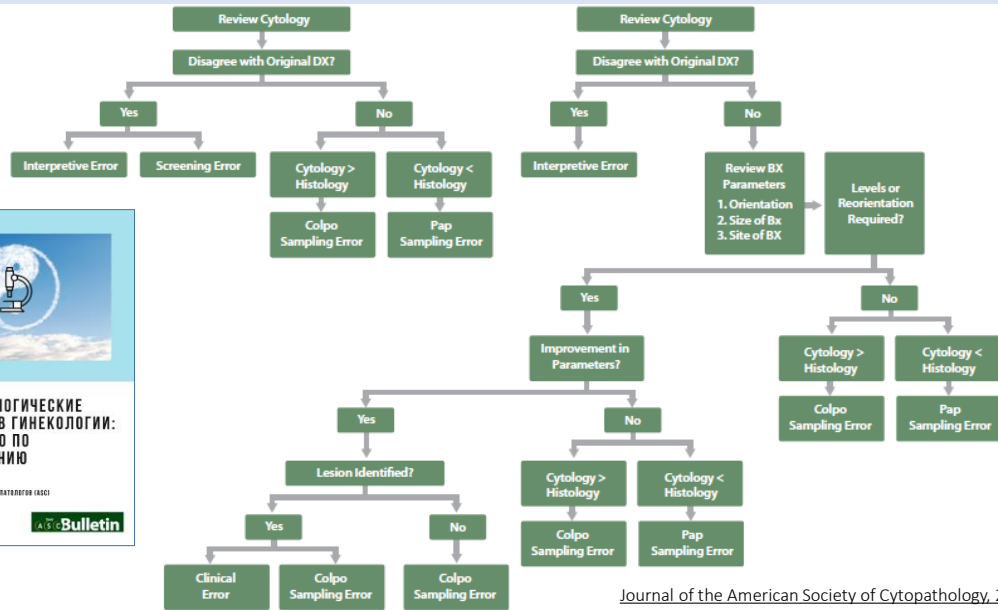 Review Cytology
Disagree with Original DX?
Yes
No
Interpretive Error
Screening Error
Cytology >
Histology
Cytology <
Histology
Colpo
Sampling Error
Pap
Sampling Error
Review Cytology
Disagree with Original DX?
Yes
No
Interpretive Error
Review BX
Parameters
1. Orientation
2. Size of Bx
3. Site of BX
Levels or
Reorientation
Required?
Yes
No
Improvement in
Parameters?
Cytology >
Histology
Cytology <
Histology
Colpo
Sampling Error
Pap
Sampling Error
Yes
No
Lesion Identified?
Cytology >
Histology
Cytology <
Histology
Colpo
Sampling Error
Pap
Sampling Error
Yes
No
Clinical
Error
Colpo
Sampling Error
Colpo
Sampling Error
В ГИНЕКОЛОГИИ:
ПО
(ASC)
ASC Bulletin
Journal of the American Society of Cytopathology,